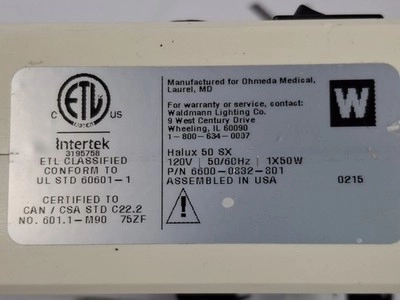 ETL
C US
Intertek
3195758
ETL CLASSIFIED
CONFORM TO
UL STD 60601-1
CERTIFIED TO
CAN / CSA STD C22.2
NO. 601.1-M90 75ZF
Manufactured for Ohmeda Medical,
Laurel, MD
For warranty or service, contact:
Waldmann Lighting Co.
9 West Century Drive
Wheeling, IL 60090
1-800-634-0007
Halux 50 SX
120V 50/60Hz 1X50W
P/N 6600-0832-801
ASSEMBLED IN USA
0215
W